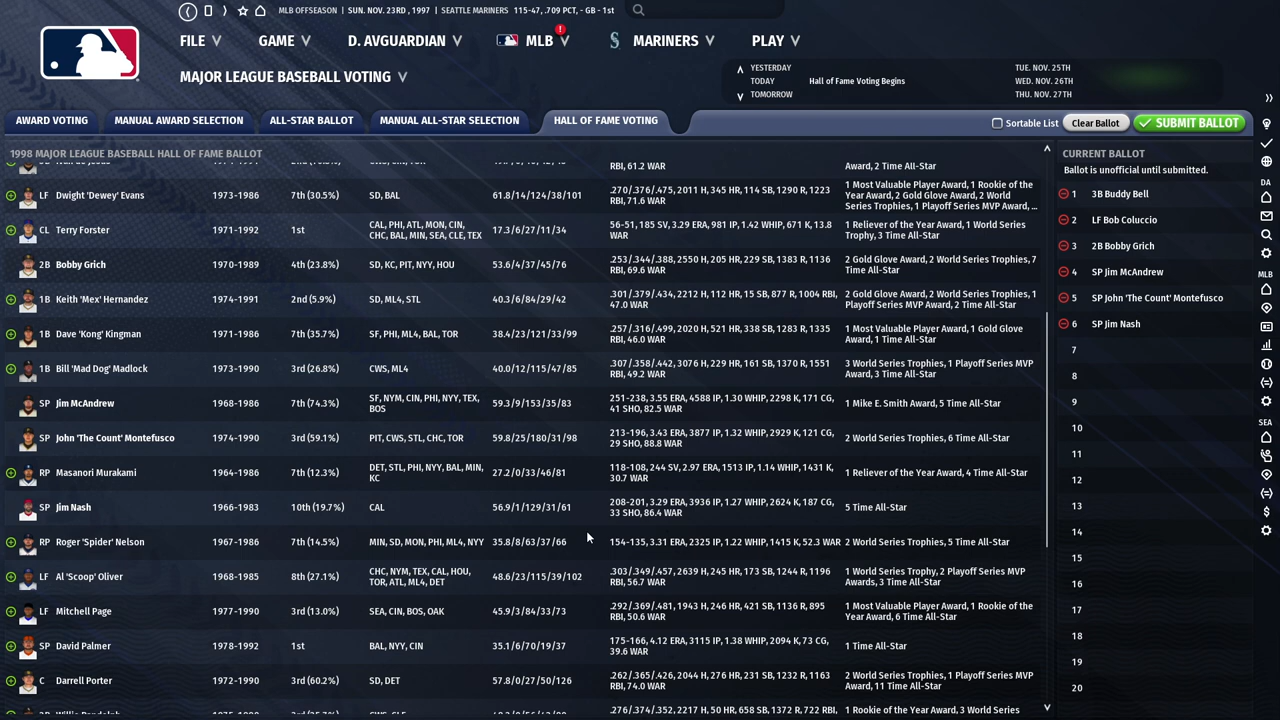 MLB OFFSEASON | SUN. NOV. 23RD , 1997 | SEATTLE MARINERS 115-47, .709 PCT, - GB - 1st
FILE GAME D. AVGUARDIAN MLB MARINERS PLAY
MAJOR LEAGUE BASEBALL VOTING
YESTERDAY TUE. NOV. 25TH
TODAY Hall of Fame Voting Begins WED. NOV. 26TH
TOMORROW THU. NOV. 27TH
AWARD VOTING MANUAL AWARD SELECTION ALL-STAR BALLOT MANUAL ALL-STAR SELECTION HALL OF FAME VOTING Sortable List Clear Ballot SUBMIT BALLOT
1998 MAJOR LEAGUE BASEBALL HALL OF FAME BALLOT
RBI, 61.2 WAR Award, 2 Time All-Star
LF Dwight 'Dewey' Evans 1973-1986 7th (30.5%) SD, BAL 61.8/14/124/38/101 .270/.376/.475, 2011 H, 345 HR, 114 SB, 1290 R, 1223 RBI, 71.6 WAR 1 Most Valuable Player Award, 1 Rookie of the Year Award, 2 Gold Glove Award, 2 World Series Trophies, 1 Playoff Series MVP Award, ...
CL Terry Forster 1971-1992 1st CAL, PHI, ATL, MON, CIN, CHC, BAL, MIN, SEA, CLE, TEX 17.3/6/27/11/34 56-51, 185 SV, 3.29 ERA, 981 IP, 1.42 WHIP, 671 K, 13.8 WAR 1 Reliever of the Year Award, 1 World Series Trophy, 3 Time All-Star
2B Bobby Grich 1970-1989 4th (23.8%) SD, KC, PIT, NYY, HOU 53.6/4/37/45/76 .253/.344/.388, 2550 H, 205 HR, 229 SB, 1383 R, 1136 RBI, 69.6 WAR 2 Gold Glove Award, 2 World Series Trophies, 7 Time All-Star
1B Keith 'Mex' Hernandez 1974-1991 2nd (5.9%) SD, ML4, STL 40.3/6/84/29/42 .301/.379/.434, 2212 H, 112 HR, 15 SB, 877 R, 1004 RBI, 47.0 WAR 2 Gold Glove Award, 2 World Series Trophies, 1 Playoff Series MVP Award, 2 Time All-Star
1B Dave 'Kong' Kingman 1971-1986 7th (35.7%) SF, PHI, ML4, BAL, TOR 38.4/23/121/33/99 .257/.316/.499, 2020 H, 521 HR, 338 SB, 1283 R, 1335 RBI, 46.0 WAR 1 Most Valuable Player Award, 1 Gold Glove Award, 1 Time All-Star
1B Bill 'Mad Dog' Madlock 1973-1990 3rd (26.8%) CWS, ML4 40.0/12/115/47/85 .307/.358/.442, 3076 H, 229 HR, 161 SB, 1370 R, 1551 RBI, 49.2 WAR 3 World Series Trophies, 1 Playoff Series MVP Award, 3 Time All-Star
SP Jim McAndrew 1968-1986 7th (74.3%) SF, NYM, CIN, PHI, NYY, TEX, BOS 59.3/9/153/35/83 251-238, 3.55 ERA, 4588 IP, 1.30 WHIP, 2298 K, 171 CG, 41 SHO, 82.5 WAR 1 Mike E. Smith Award, 5 Time All-Star
SP John 'The Count' Montefusco 1974-1990 3rd (59.1%) PIT, CWS, STL, CHC, TOR 59.8/25/180/31/98 213-196, 3.43 ERA, 3877 IP, 1.32 WHIP, 2929 K, 121 CG, 29 SHO, 88.8 WAR 2 World Series Trophies, 6 Time All-Star
RP Masanori Murakami 1964-1986 7th (12.3%) DET, STL, PHI, NYY, BAL, MIN, KC 27.2/0/33/46/81 118-108, 244 SV, 2.97 ERA, 1513 IP, 1.14 WHIP, 1431 K, 30.7 WAR 1 Reliever of the Year Award, 4 Time All-Star
SP Jim Nash 1966-1983 10th (19.7%) CAL 56.9/1/129/31/61 208-201, 3.29 ERA, 3936 IP, 1.27 WHIP, 2624 K, 187 CG, 33 SHO, 86.4 WAR 5 Time All-Star
RP Roger 'Spider' Nelson 1967-1986 7th (14.5%) MIN, SD, MON, PHI, ML4, NYY 35.8/8/63/37/66 154-135, 3.31 ERA, 2325 IP, 1.22 WHIP, 1415 K, 52.3 WAR 2 World Series Trophies, 5 Time All-Star
LF Al 'Scoop' Oliver 1968-1985 8th (27.1%) CHC, NYM, TEX, CAL, HOU, TOR, ATL, ML4, DET 48.6/23/115/39/102 .303/.349/.457, 2639 H, 245 HR, 173 SB, 1244 R, 1196 RBI, 56.7 WAR 1 World Series Trophy, 2 Playoff Series MVP Awards, 3 Time All-Star
LF Mitchell Page 1977-1990 3rd (13.0%) SEA, CIN, BOS, OAK 45.9/3/84/33/73 .292/.369/.481, 1943 H, 246 HR, 421 SB, 1136 R, 895 RBI, 50.6 WAR 1 Most Valuable Player Award, 1 Rookie of the Year Award, 6 Time All-Star
SP David Palmer 1978-1992 1st BAL, NYY, CIN 35.1/6/70/19/37 175-166, 4.12 ERA, 3115 IP, 1.38 WHIP, 2094 K, 73 CG, 39.6 WAR 1 Time All-Star
C Darrell Porter 1972-1990 3rd (60.2%) SD, DET 57.8/0/27/50/126 .262/.365/.426, 2044 H, 276 HR, 231 SB, 1232 R, 1163 RBI, 74.0 WAR 2 World Series Trophies, 1 Playoff Series MVP Award, 11 Time All-Star
.276/.374/.352, 2217 H, 50 HR, 658 SB, 1372 R, 722 RBI, 1 Rookie of the Year Award, 3 World Series
CURRENT BALLOT
Ballot is unofficial until submitted.
1 3B Buddy Bell
2 LF Bob Coluccio
3 2B Bobby Grich
4 SP Jim McAndrew
5 SP John 'The Count' Montefusco
6 SP Jim Nash
7
8
9
10
11
12
13
14
15
16
17
18
19
20
DA
MLB
SEA